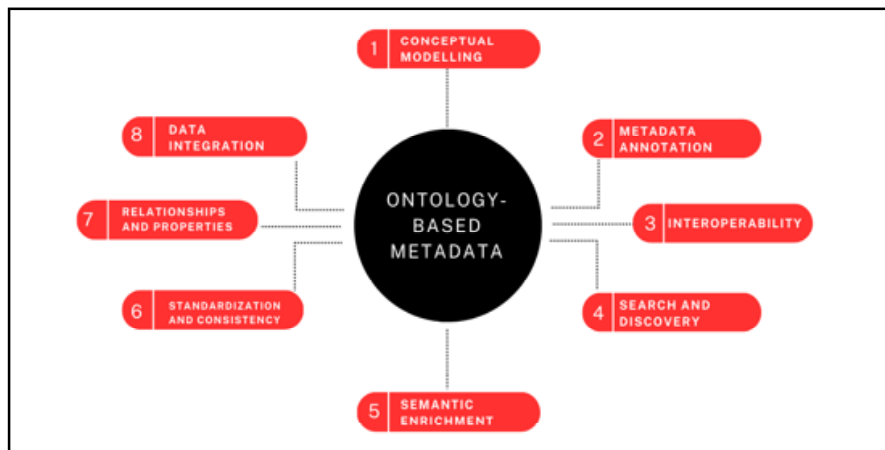 1 CONCEPTUAL
MODELLING
8 DATA
INTEGRATION
2 METADATA
ANNOTATION
ONTOLOGY-
BASED
METADATA
7 RELATIONSHIPS
AND PROPERTIES
3 INTEROPERABILITY
6 STANDARDIZATION
AND CONSISTENCY
4 SEARCH AND
DISCOVERY
5 SEMANTIC
ENRICHMENT